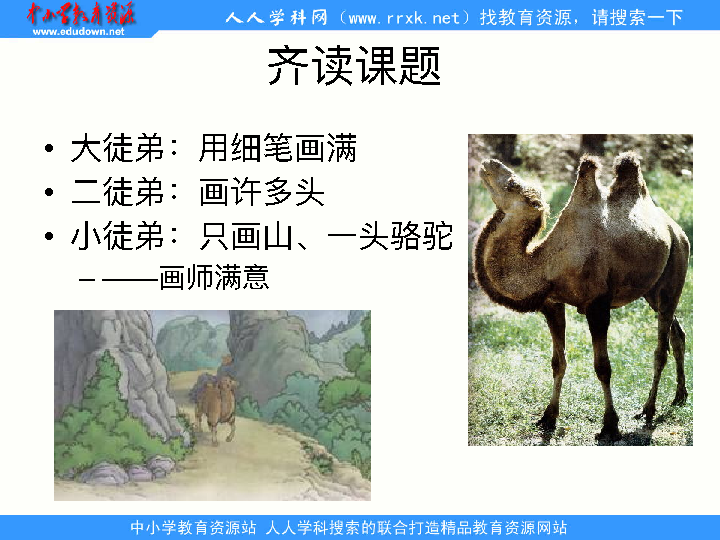 中小学教育资源
www.edudown.net
人人学科网（www.rrxk.net）找教育资源，请搜索一下
齐读课题
• 大徒弟：用细笔画满
• 二徒弟：画许多头
• 小徒弟：只画山、一头骆驼
– ——画师满意
中小学教育资源站 人人学科搜索的联合打造精品教育资源网站